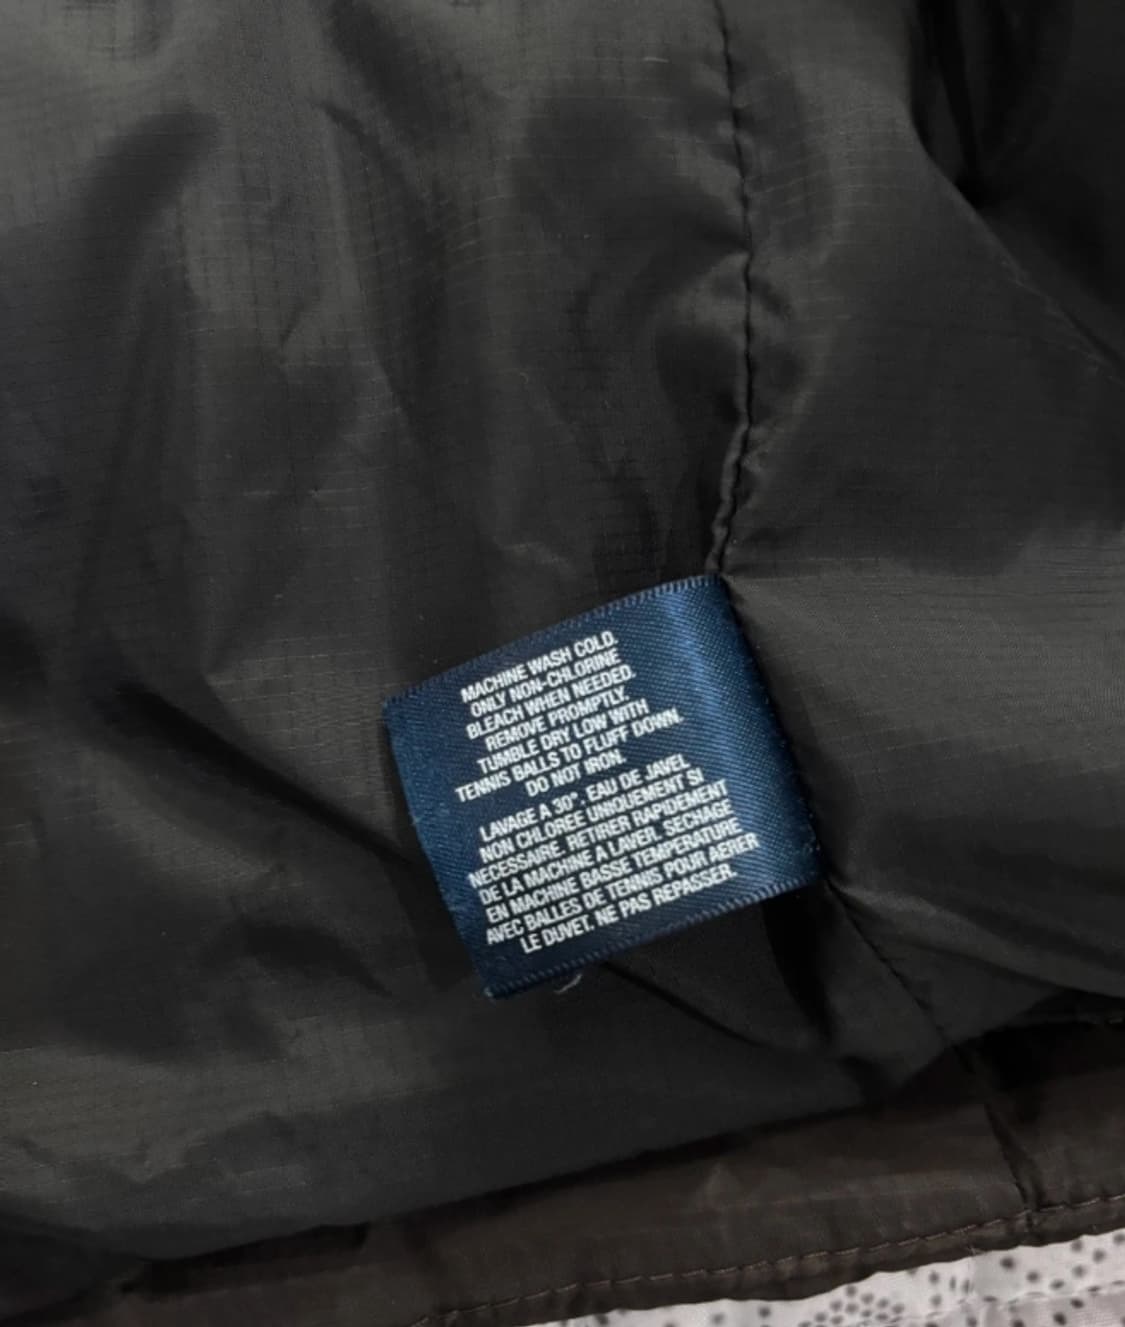 MACHINE WASH COLD.
ONLY NON-CHLORINE
BLEACH WHEN NEEDED.
REMOVE PROMPTLY.
TUMBLE DRY LOW WITH
TENNIS BALLS TO FLUFF DOWN.
DO NOT IRON.
LAVAGE A 30°. EAU DE JAVEL
NON CHLOREE UNIQUEMENT SI
NECESSAIRE. RETIRER RAPIDEMENT
DE LA MACHINE A LAVER. SECHAGE
EN MACHINE BASSE TEMPERATURE
AVEC BALLES DE TENNIS POUR AERER
LE DUVET. NE PAS REPASSER.